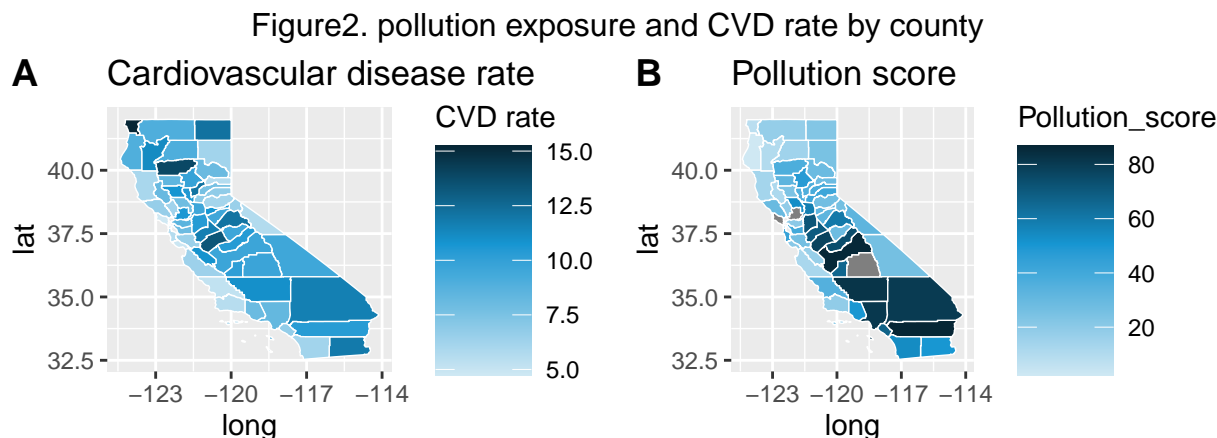 Figure2. pollution exposure and CVD rate by county
A Cardiovascular disease rate
CVD rate
15.0
12.5
10.0
7.5
5.0
40.0
37.5
35.0
32.5
lat
−123 −120 −117 −114
long
B Pollution score
Pollution_score
80
60
40
20
40.0
37.5
35.0
32.5
lat
−123 −120 −117 −114
long